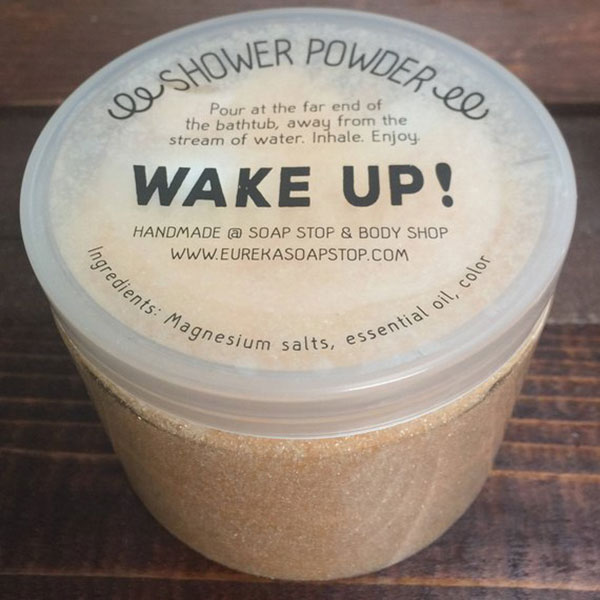 SHOWER POWDER
Pour at the far end of
the bathtub, away from the
stream of water. Inhale. Enjoy.
WAKE UP!
HANDMADE @ SOAP STOP & BODY SHOP
WWW.EUREKASOAPSTOP.COM
Ingredients: Magnesium salts, essential oil, color